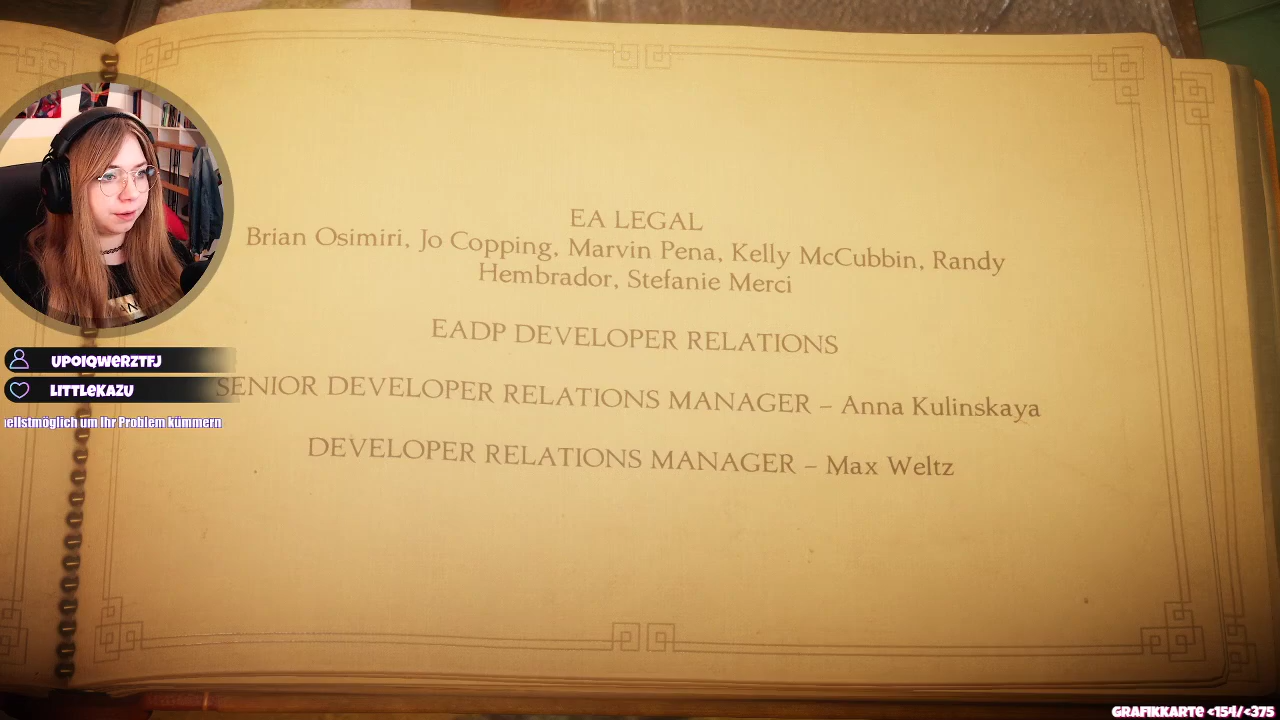 EA LEGAL
Brian Osimiri, Jo Copping, Marvin Pena, Kelly McCubbin, Randy
Hembrador, Stefanie Merci
EADP DEVELOPER RELATIONS
SENIOR DEVELOPER RELATIONS MANAGER – Anna Kulinskaya
DEVELOPER RELATIONS MANAGER – Max Weltz
UPOIQWERZTFJ
LITTLEKAZU
ellstmöglich um Ihr Problem kümmern
GRAFIKKARTE <154/<375